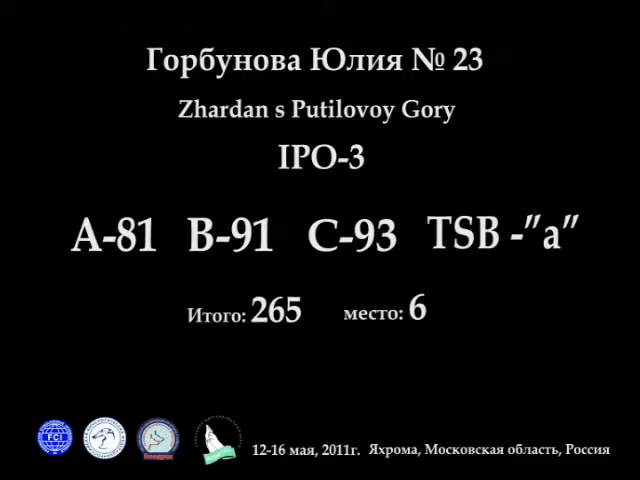 Горбунова Юлия № 23
Zhardan s Putilovoy Gory
IPO-3
A-81 B-91 C-93 TSB -"a"
Итого: 265 место: 6
FCI
12-16 мая, 2011г. Яхрома, Московская область, Россия